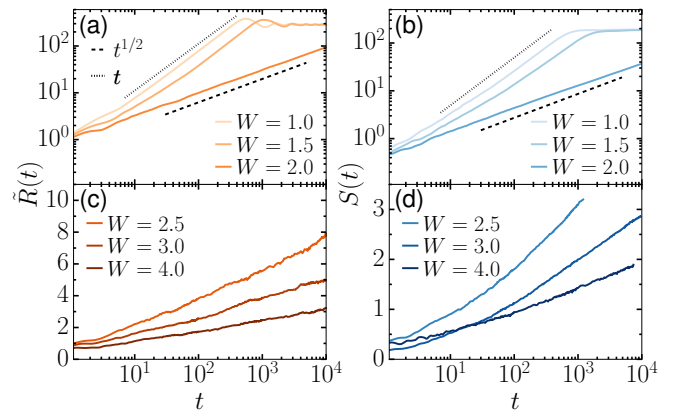 (a)
t^{1/2}
t
W = 1.0
W = 1.5
W = 2.0
10^2
10^1
10^0
R̃(t)
(b)
W = 1.0
W = 1.5
W = 2.0
10^2
10^1
10^0
S(t)
(c)
W = 2.5
W = 3.0
W = 4.0
10
8
6
4
2
0
10^1 10^2 10^3 10^4
t
(d)
W = 2.5
W = 3.0
W = 4.0
3
2
1
0
10^1 10^2 10^3 10^4
t